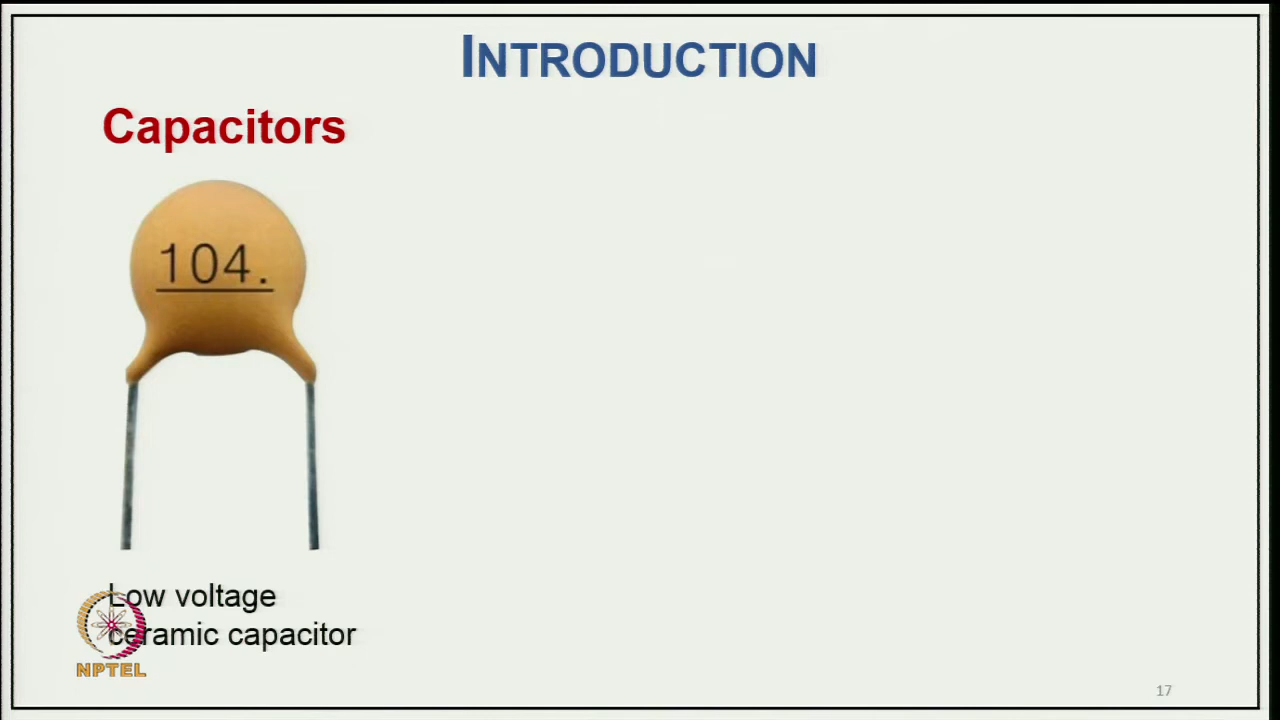 INTRODUCTION
Capacitors
104.
Low voltage
ceramic capacitor
NPTEL
17